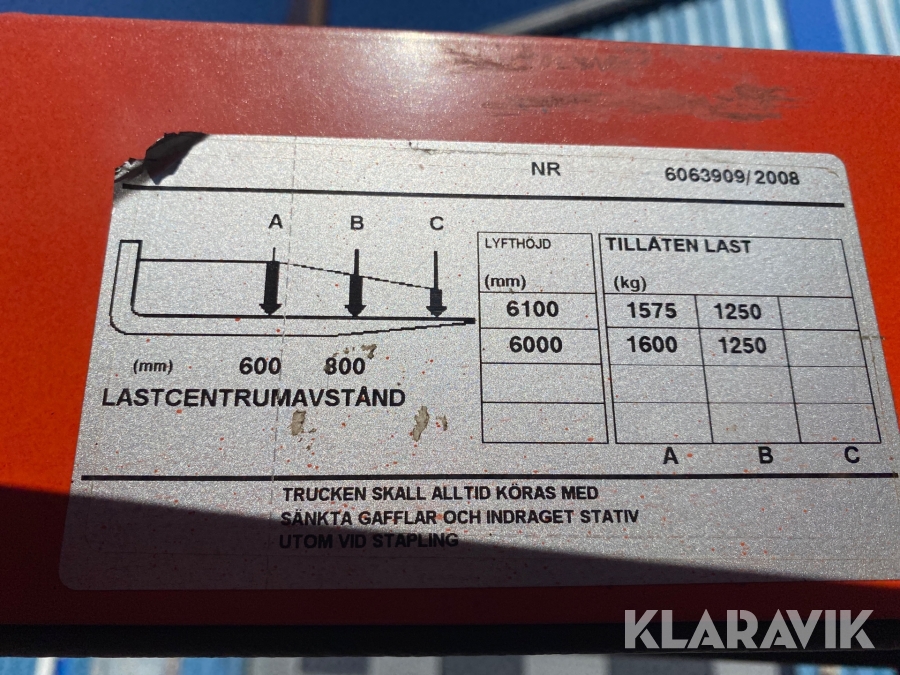 NR 6063909/2008
A B C
LYFTHÖJD TILLÅTEN LAST
(mm) (kg)
6100 1575 1250
6000 1600 1250
(mm) 600 800
LASTCENTRUMAVSTÅND
A B C
TRUCKEN SKALL ALLTID KÖRAS MED
SÄNKTA GAFFLAR OCH INDRAGET STATIV
UTOM VID STAPLING
KLARAVIK
KLARAVIK